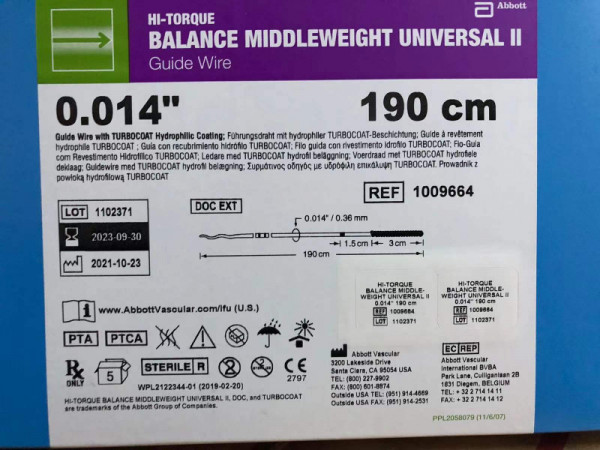 HI-TORQUE
Abbott
BALANCE MIDDLEWEIGHT UNIVERSAL II
Guide Wire
0.014"
190 cm
Guide Wire with TURBOCOAT Hydrophilic Coating; Führungsdraht mit hydrophiler TURBOCOAT-Beschichtung; Guide à revêtement
hydrophile TURBOCOAT ; Guía con recubrimiento hidrófilo TURBOCOAT; Filo guida con rivestimento idrofilo TURBOCOAT; Fio-Guia
com Revestimento Hidrofílico TURBOCOAT; Ledare med TURBOCOAT hydrofil beläggning; Voerdraad met TURBOCOAT hydrofiele
deklaag; Guidewire med TURBOCOAT hydrofil belægning; Συρμάτινος οδηγός με υδρόφιλη επικάλυψη TURBOCOAT. Prowadnik z
powłoką hydrofilową TURBOCOAT
REF 1009664
LOT 1102371
2023-09-30
2021-10-23
DOC EXT
0.014" / 0.36 mm
1.5 cm
3 cm
190 cm
HI-TORQUE
BALANCE MIDDLE-
WEIGHT UNIVERSAL II
0.014" 190 cm
REF 1009664
LOT 1102371
HI-TORQUE
BALANCE MIDDLE-
WEIGHT UNIVERSAL II
0.014" 190 cm
REF 1009664
LOT 1102371
www.AbbottVascular.com/ifu (U.S.)
PTA PTCA
Rx
ONLY
5
STERILE R
2
CE
2797
WPL2122344-01 (2019-02-20)
HI-TORQUE BALANCE MIDDLEWEIGHT UNIVERSAL II, DOC, and TURBOCOAT
are trademarks of the Abbott Group of Companies.
Abbott Vascular
3200 Lakeside Drive
Santa Clara, CA 95054 USA
TEL: (800) 227-9902
FAX: (800) 601-8874
Outside USA TEL: (951) 914-4669
Outside USA FAX: (951) 914-2531
EC REP
Abbott Vascular
International BVBA
Park Lane, Culliganlaan 2B
1831 Diegem, BELGIUM
TEL: + 32 2 714 14 11
FAX: + 32 2 714 14 12
PPL2058079 (11/6/07)